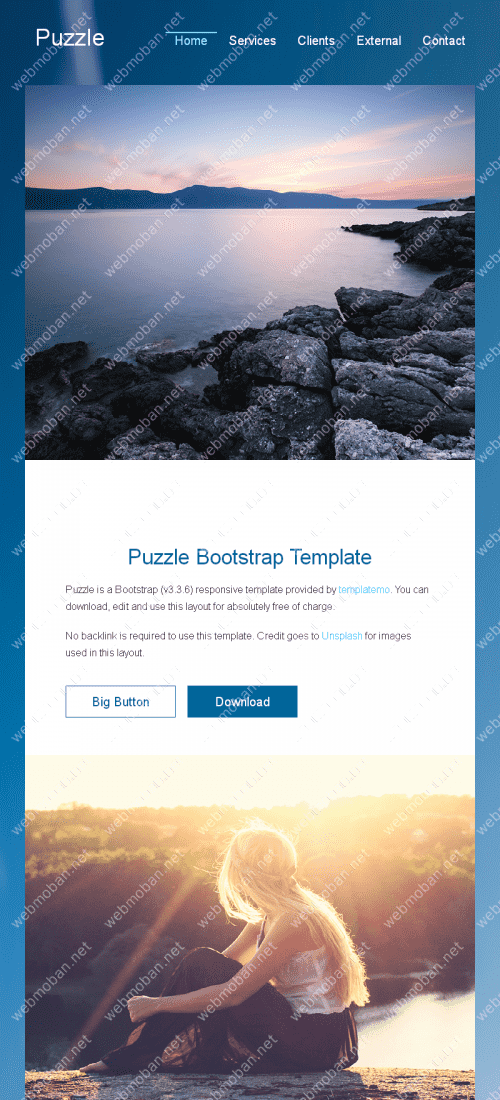 Puzzle
Home Services Clients External Contact
Puzzle Bootstrap Template
Puzzle is a Bootstrap (v3.3.6) responsive template provided by templatemo. You can
download, edit and use this layout for absolutely free of charge.
No backlink is required to use this template. Credit goes to Unsplash for images
used in this layout.
Big Button Download
webmoban.net